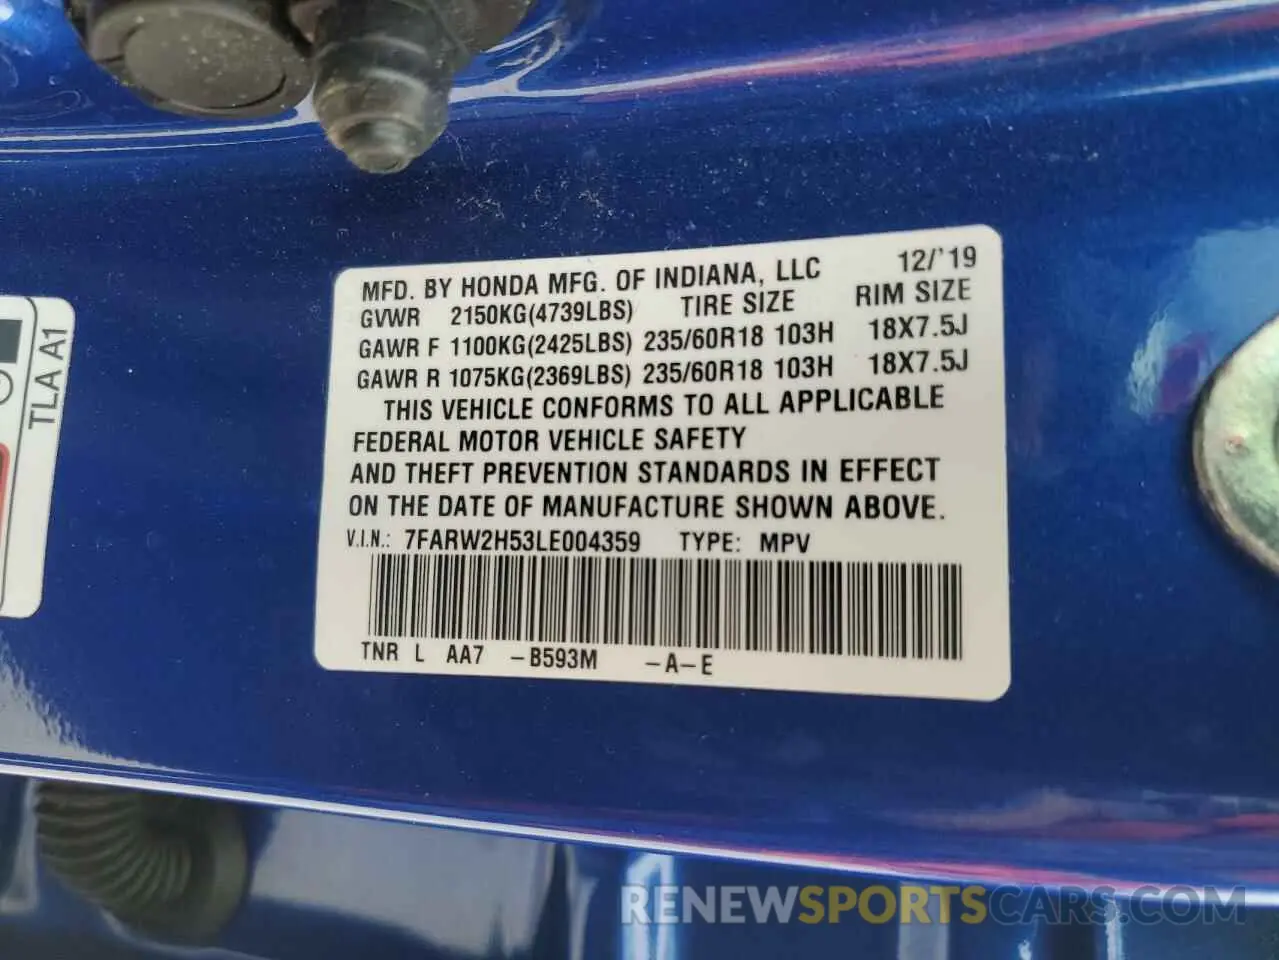 MFD. BY HONDA MFG. OF INDIANA, LLC 12/'19
GVWR 2150KG(4739LBS) TIRE SIZE RIM SIZE
GAWR F 1100KG(2425LBS) 235/60R18 103H 18X7.5J
GAWR R 1075KG(2369LBS) 235/60R18 103H 18X7.5J
THIS VEHICLE CONFORMS TO ALL APPLICABLE
FEDERAL MOTOR VEHICLE SAFETY
AND THEFT PREVENTION STANDARDS IN EFFECT
ON THE DATE OF MANUFACTURE SHOWN ABOVE.
V.I.N.: 7FARW2H53LE004359 TYPE: MPV
TNR L AA7 -B593M -A-E
TLA A1
RENEWSPORTSCARS.COM